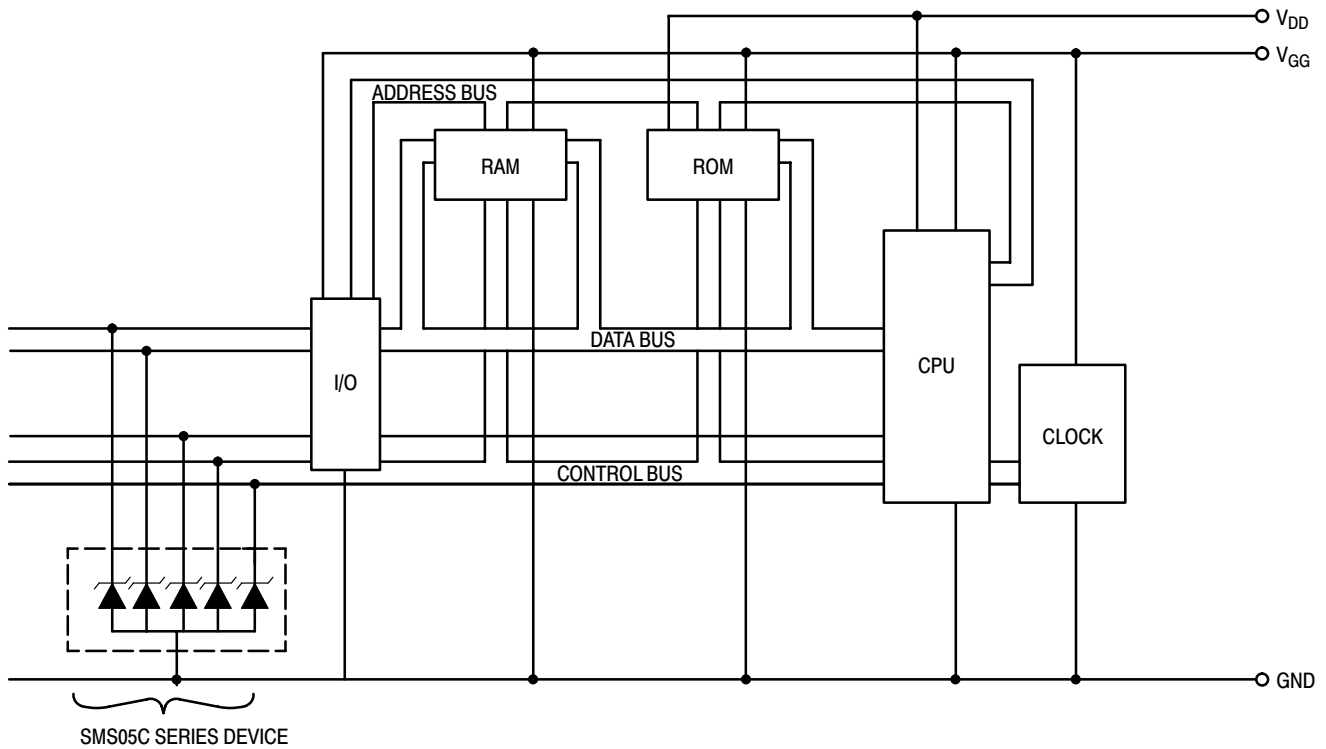 V_DD
V_GG
ADDRESS BUS
RAM
ROM
DATA BUS
I/O
CPU
CLOCK
CONTROL BUS
GND
SMS05C SERIES DEVICE